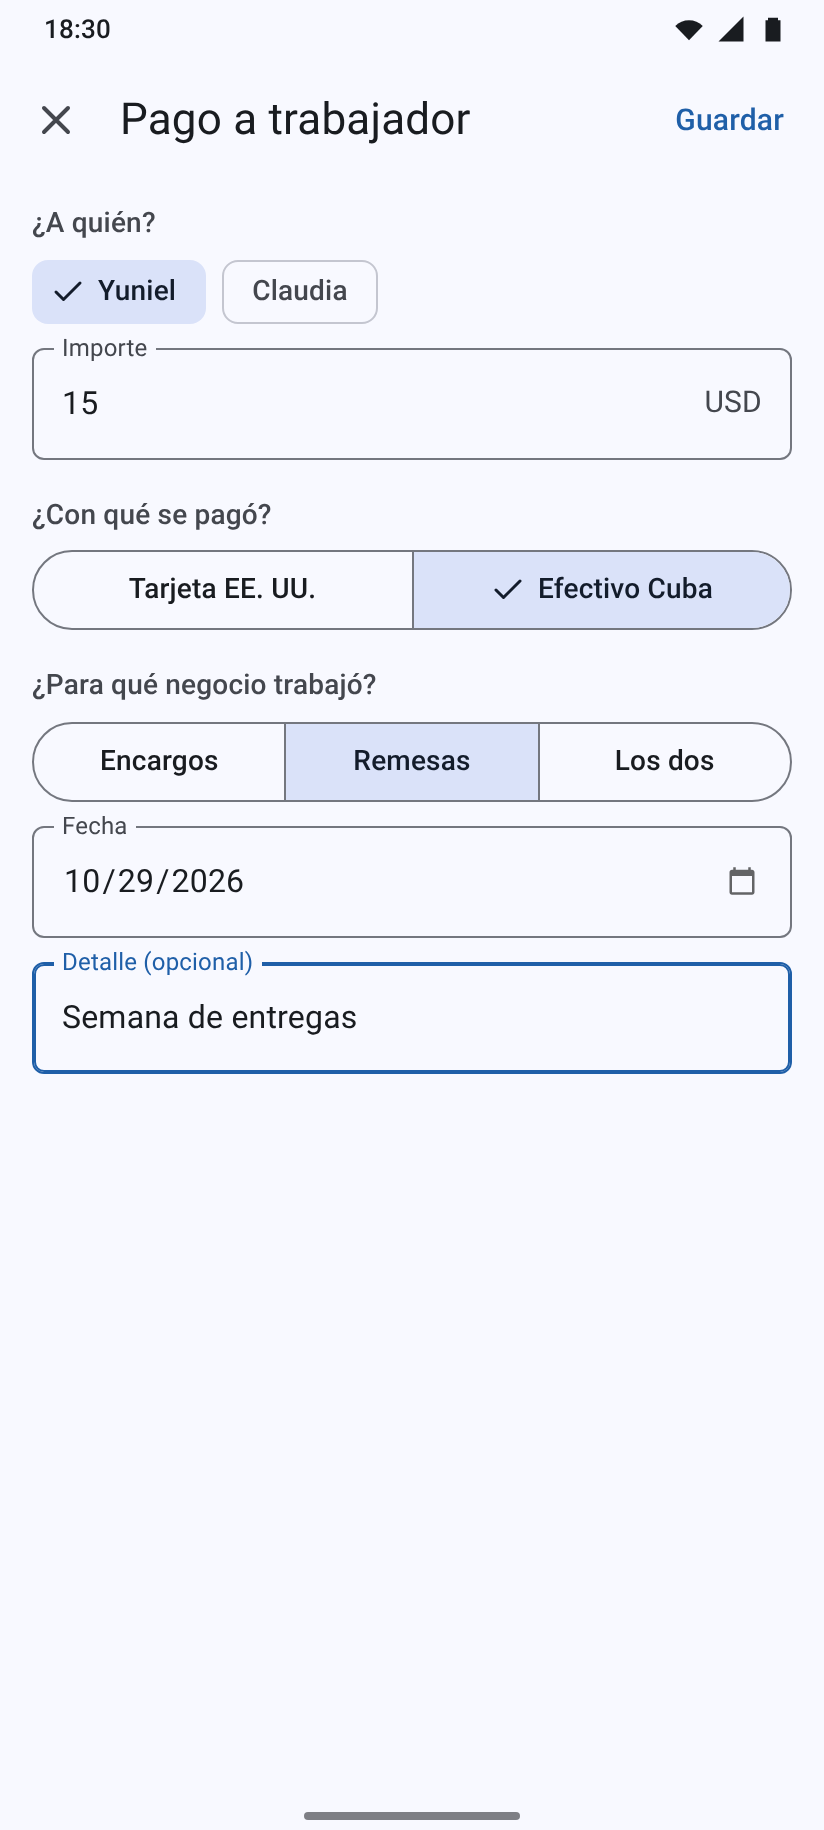 18:30
Pago a trabajador
Guardar
¿A quién?
Yuniel
Claudia
Importe
15
USD
¿Con qué se pagó?
Tarjeta EE. UU.
Efectivo Cuba
¿Para qué negocio trabajó?
Encargos
Remesas
Los dos
Fecha
10/29/2026
Detalle (opcional)
Semana de entregas